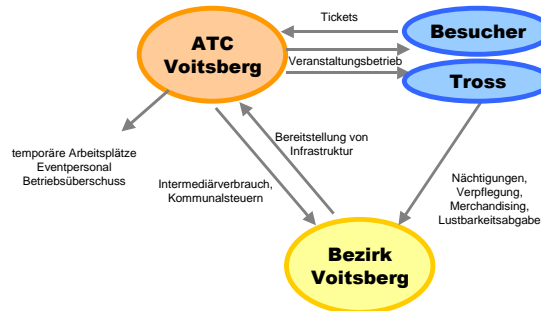 Tickets
ATC
Voitsberg
Besucher
Veranstaltungsbetrieb
Tross
Bereitstellung von
Infrastruktur
temporäre Arbeitsplätze
Eventpersonal
Betriebsüberschuss
Intermediärverbrauch,
Kommunalsteuern
Nächtigungen,
Verpflegung,
Merchandising,
Lustbarkeitsabgabe
Bezirk
Voitsberg